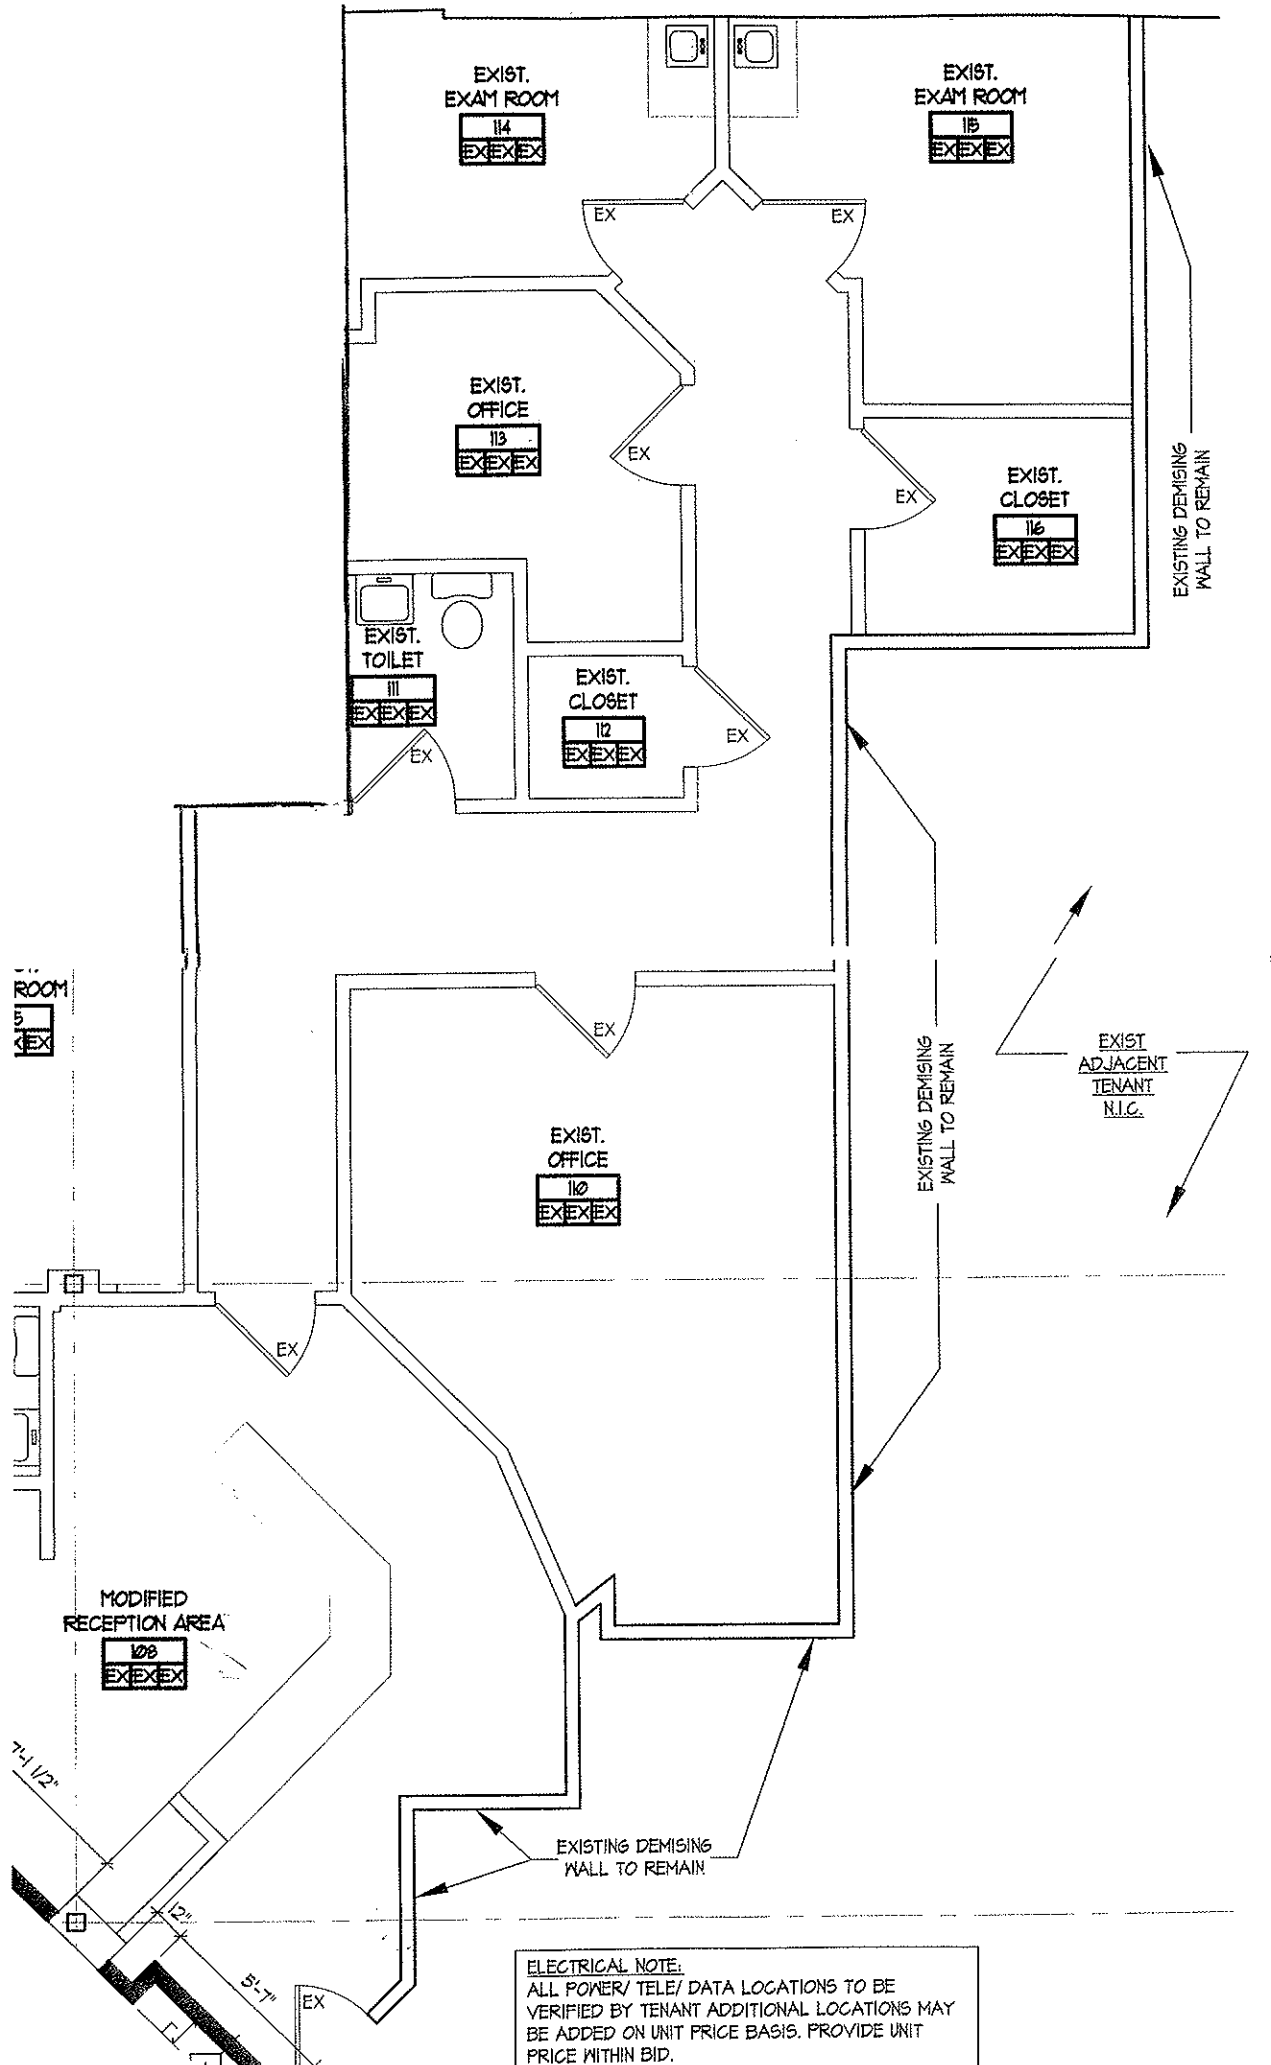 EXIST.
EXAM ROOM
114
EX EX EX
EXIST.
EXAM ROOM
115
EX EX EX
EX
EX
EXIST.
OFFICE
113
EX EX EX
EX
EX
EXIST.
CLOSET
116
EX EX EX
EXISTING DEMISING
WALL TO REMAIN
EXIST.
TOILET
111
EX EX EX
EX
EXIST.
CLOSET
112
EX EX EX
EX
ROOM
5
EX
EX
EXISTING DEMISING
WALL TO REMAIN
EXIST
ADJACENT
TENANT
N.I.C.
EXIST.
OFFICE
110
EX EX EX
EX
MODIFIED
RECEPTION AREA
108
EX EX EX
7'-1 1/2"
EXISTING DEMISING
WALL TO REMAIN
12"
5'-7"
EX
ELECTRICAL NOTE:
ALL POWER/ TELE/ DATA LOCATIONS TO BE
VERIFIED BY TENANT ADDITIONAL LOCATIONS MAY
BE ADDED ON UNIT PRICE BASIS. PROVIDE UNIT
PRICE WITHIN BID.